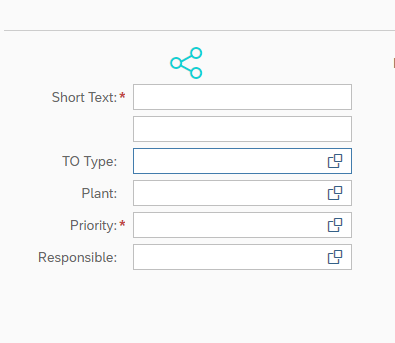 Short Text:*
TO Type:
Plant:
Priority:*
Responsible: